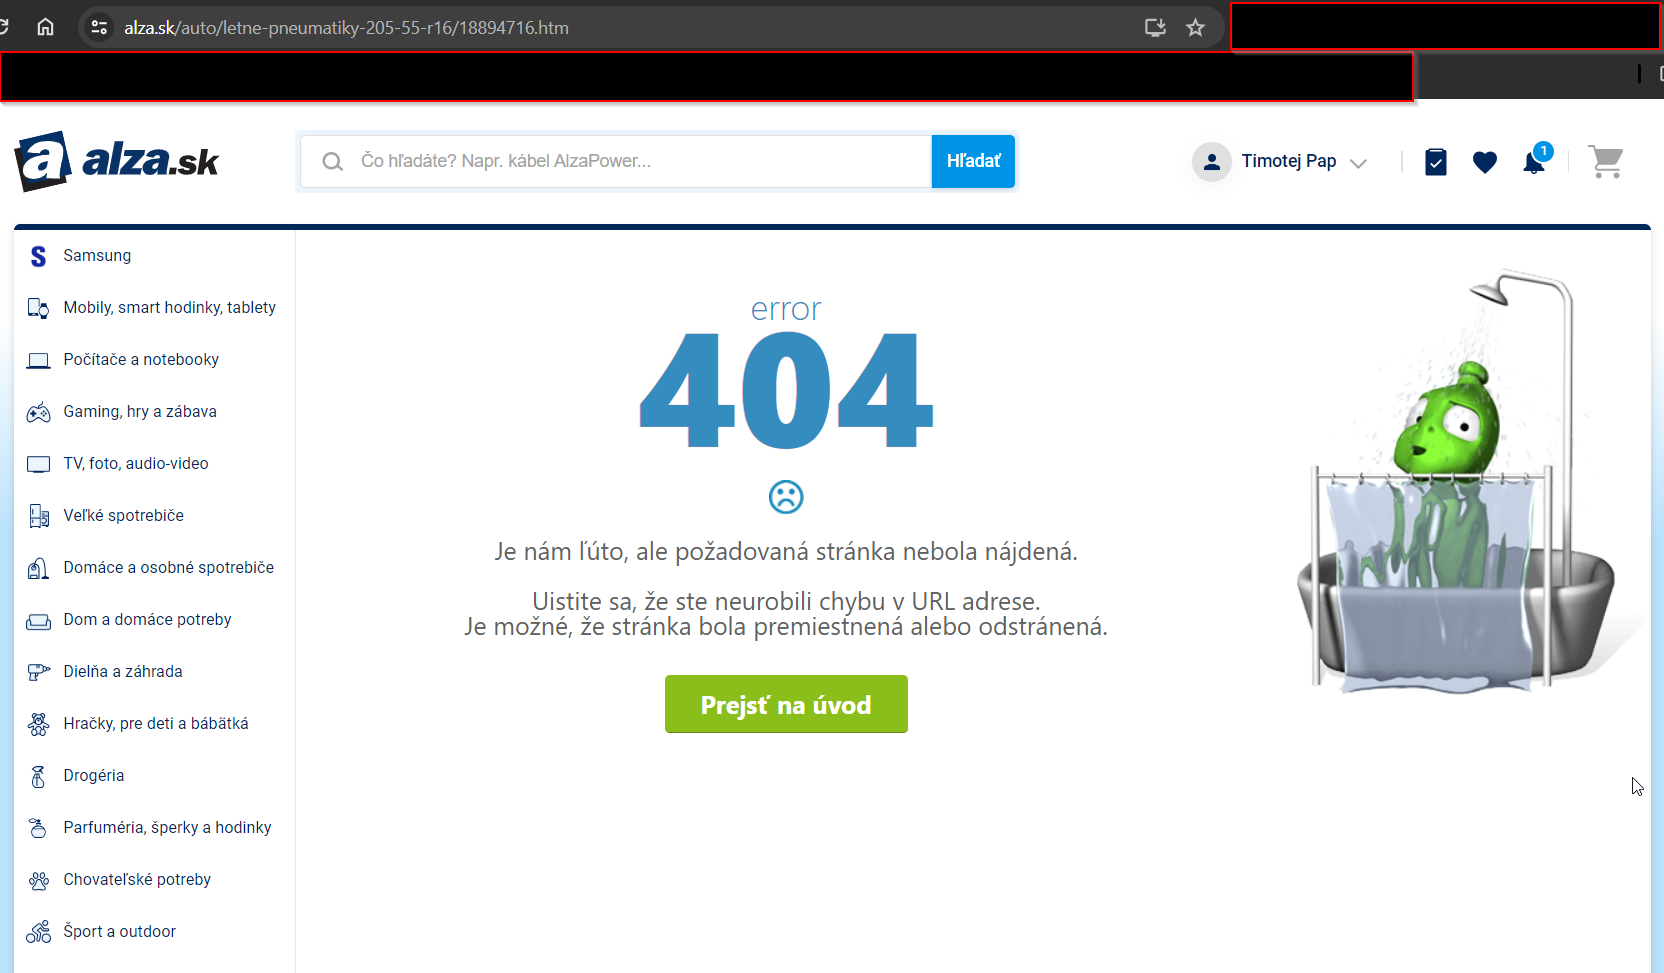 alza.sk/auto/letne-pneumatiky-205-55-r16/18894716.htm
alza.sk
Čo hľadáte? Napr. kábel AlzaPower...
Hľadať
Timotej Pap
1
Samsung
Mobily, smart hodinky, tablety
Počítače a notebooky
Gaming, hry a zábava
TV, foto, audio-video
Veľké spotrebiče
Domáce a osobné spotrebiče
Dom a domáce potreby
Dielňa a záhrada
Hračky, pre deti a bábätká
Drogéria
Parfuméria, šperky a hodinky
Chovateľské potreby
Šport a outdoor
error
404
Je nám ľúto, ale požadovaná stránka nebola nájdená.
Uistite sa, že ste neurobili chybu v URL adrese.
Je možné, že stránka bola premiestnená alebo odstránená.
Prejsť na úvod